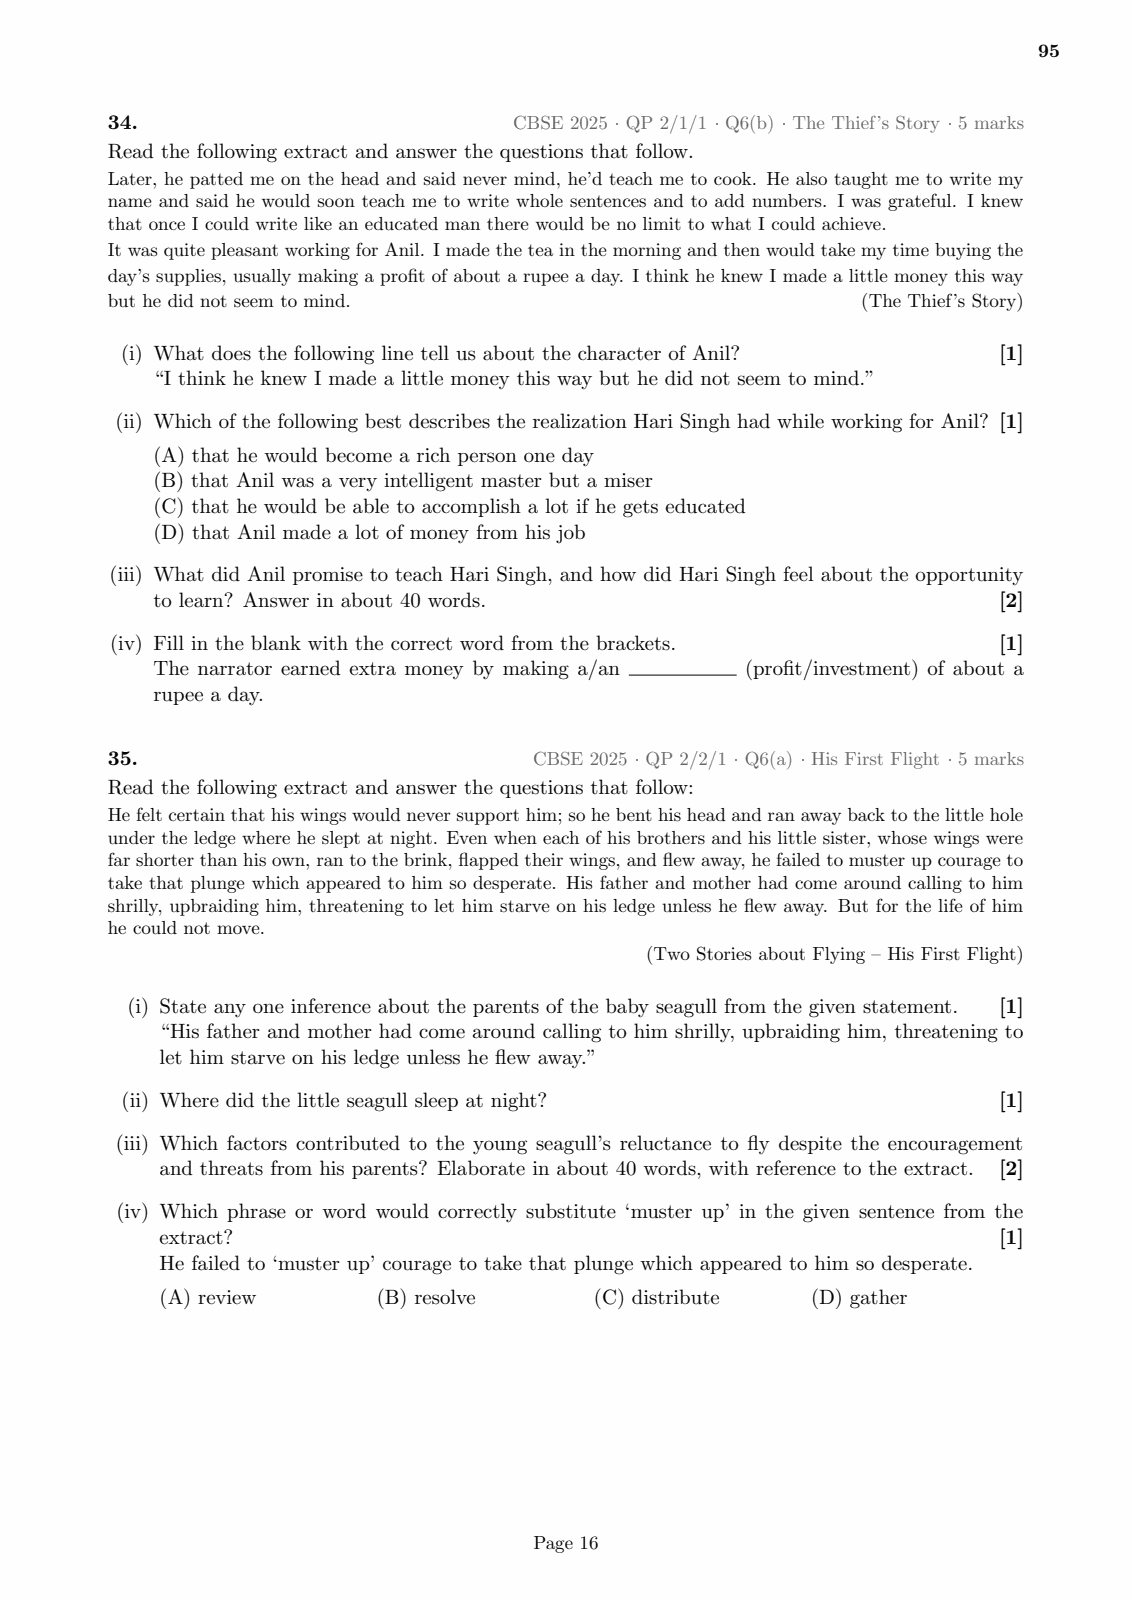 95
34. CBSE 2025 · QP 2/1/1 · Q6(b) · The Thief’s Story · 5 marks
Read the following extract and answer the questions that follow.
Later, he patted me on the head and said never mind, he’d teach me to cook. He also taught me to write my
name and said he would soon teach me to write whole sentences and to add numbers. I was grateful. I knew
that once I could write like an educated man there would be no limit to what I could achieve.
It was quite pleasant working for Anil. I made the tea in the morning and then would take my time buying the
day’s supplies, usually making a profit of about a rupee a day. I think he knew I made a little money this way
but he did not seem to mind. (The Thief’s Story)
(i) What does the following line tell us about the character of Anil? [1]
“I think he knew I made a little money this way but he did not seem to mind.”
(ii) Which of the following best describes the realization Hari Singh had while working for Anil? [1]
(A) that he would become a rich person one day
(B) that Anil was a very intelligent master but a miser
(C) that he would be able to accomplish a lot if he gets educated
(D) that Anil made a lot of money from his job
(iii) What did Anil promise to teach Hari Singh, and how did Hari Singh feel about the opportunity
to learn? Answer in about 40 words. [2]
(iv) Fill in the blank with the correct word from the brackets. [1]
The narrator earned extra money by making a/an __________ (profit/investment) of about a
rupee a day.
35. CBSE 2025 · QP 2/2/1 · Q6(a) · His First Flight · 5 marks
Read the following extract and answer the questions that follow:
He felt certain that his wings would never support him; so he bent his head and ran away back to the little hole
under the ledge where he slept at night. Even when each of his brothers and his little sister, whose wings were
far shorter than his own, ran to the brink, flapped their wings, and flew away, he failed to muster up courage to
take that plunge which appeared to him so desperate. His father and mother had come around calling to him
shrilly, upbraiding him, threatening to let him starve on his ledge unless he flew away. But for the life of him
he could not move.
(Two Stories about Flying – His First Flight)
(i) State any one inference about the parents of the baby seagull from the given statement. [1]
“His father and mother had come around calling to him shrilly, upbraiding him, threatening to
let him starve on his ledge unless he flew away.”
(ii) Where did the little seagull sleep at night? [1]
(iii) Which factors contributed to the young seagull’s reluctance to fly despite the encouragement
and threats from his parents? Elaborate in about 40 words, with reference to the extract. [2]
(iv) Which phrase or word would correctly substitute ‘muster up’ in the given sentence from the
extract? [1]
He failed to ‘muster up’ courage to take that plunge which appeared to him so desperate.
(A) review (B) resolve (C) distribute (D) gather
Page 16